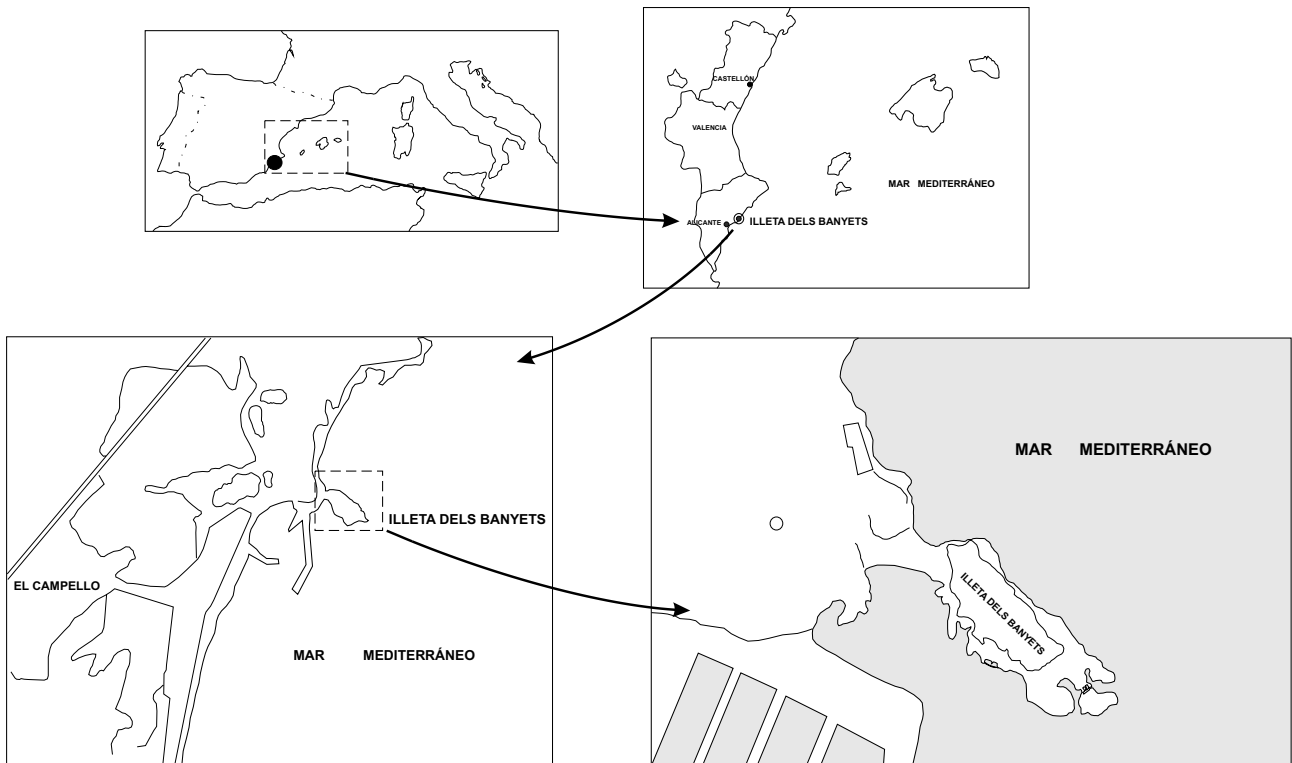 CASTELLÒN
VALENCIA
MAR MEDITERRÁNEO
ALICANTE
ILLETA DELS BANYETS
ILLETA DELS BANYETS
EL CAMPELLO
MAR MEDITERRÁNEO
MAR MEDITERRÁNEO
ILLETA DELS BANYETS